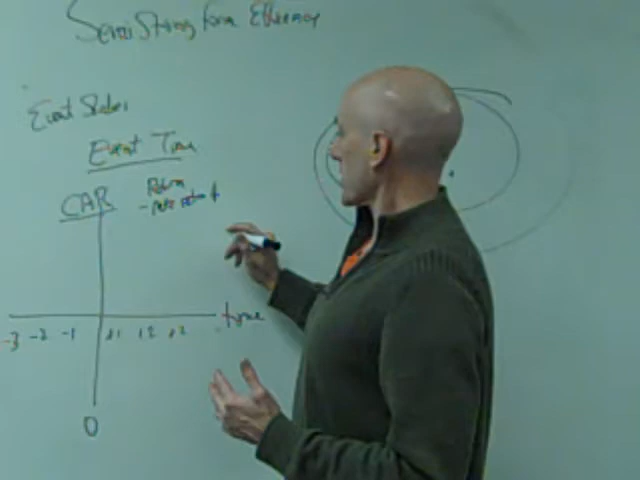 Semi Strong Form Efficiency
Event Studies
Event Time
CAR
Return
time
-3 -2 -1 +1 +2 +3
0